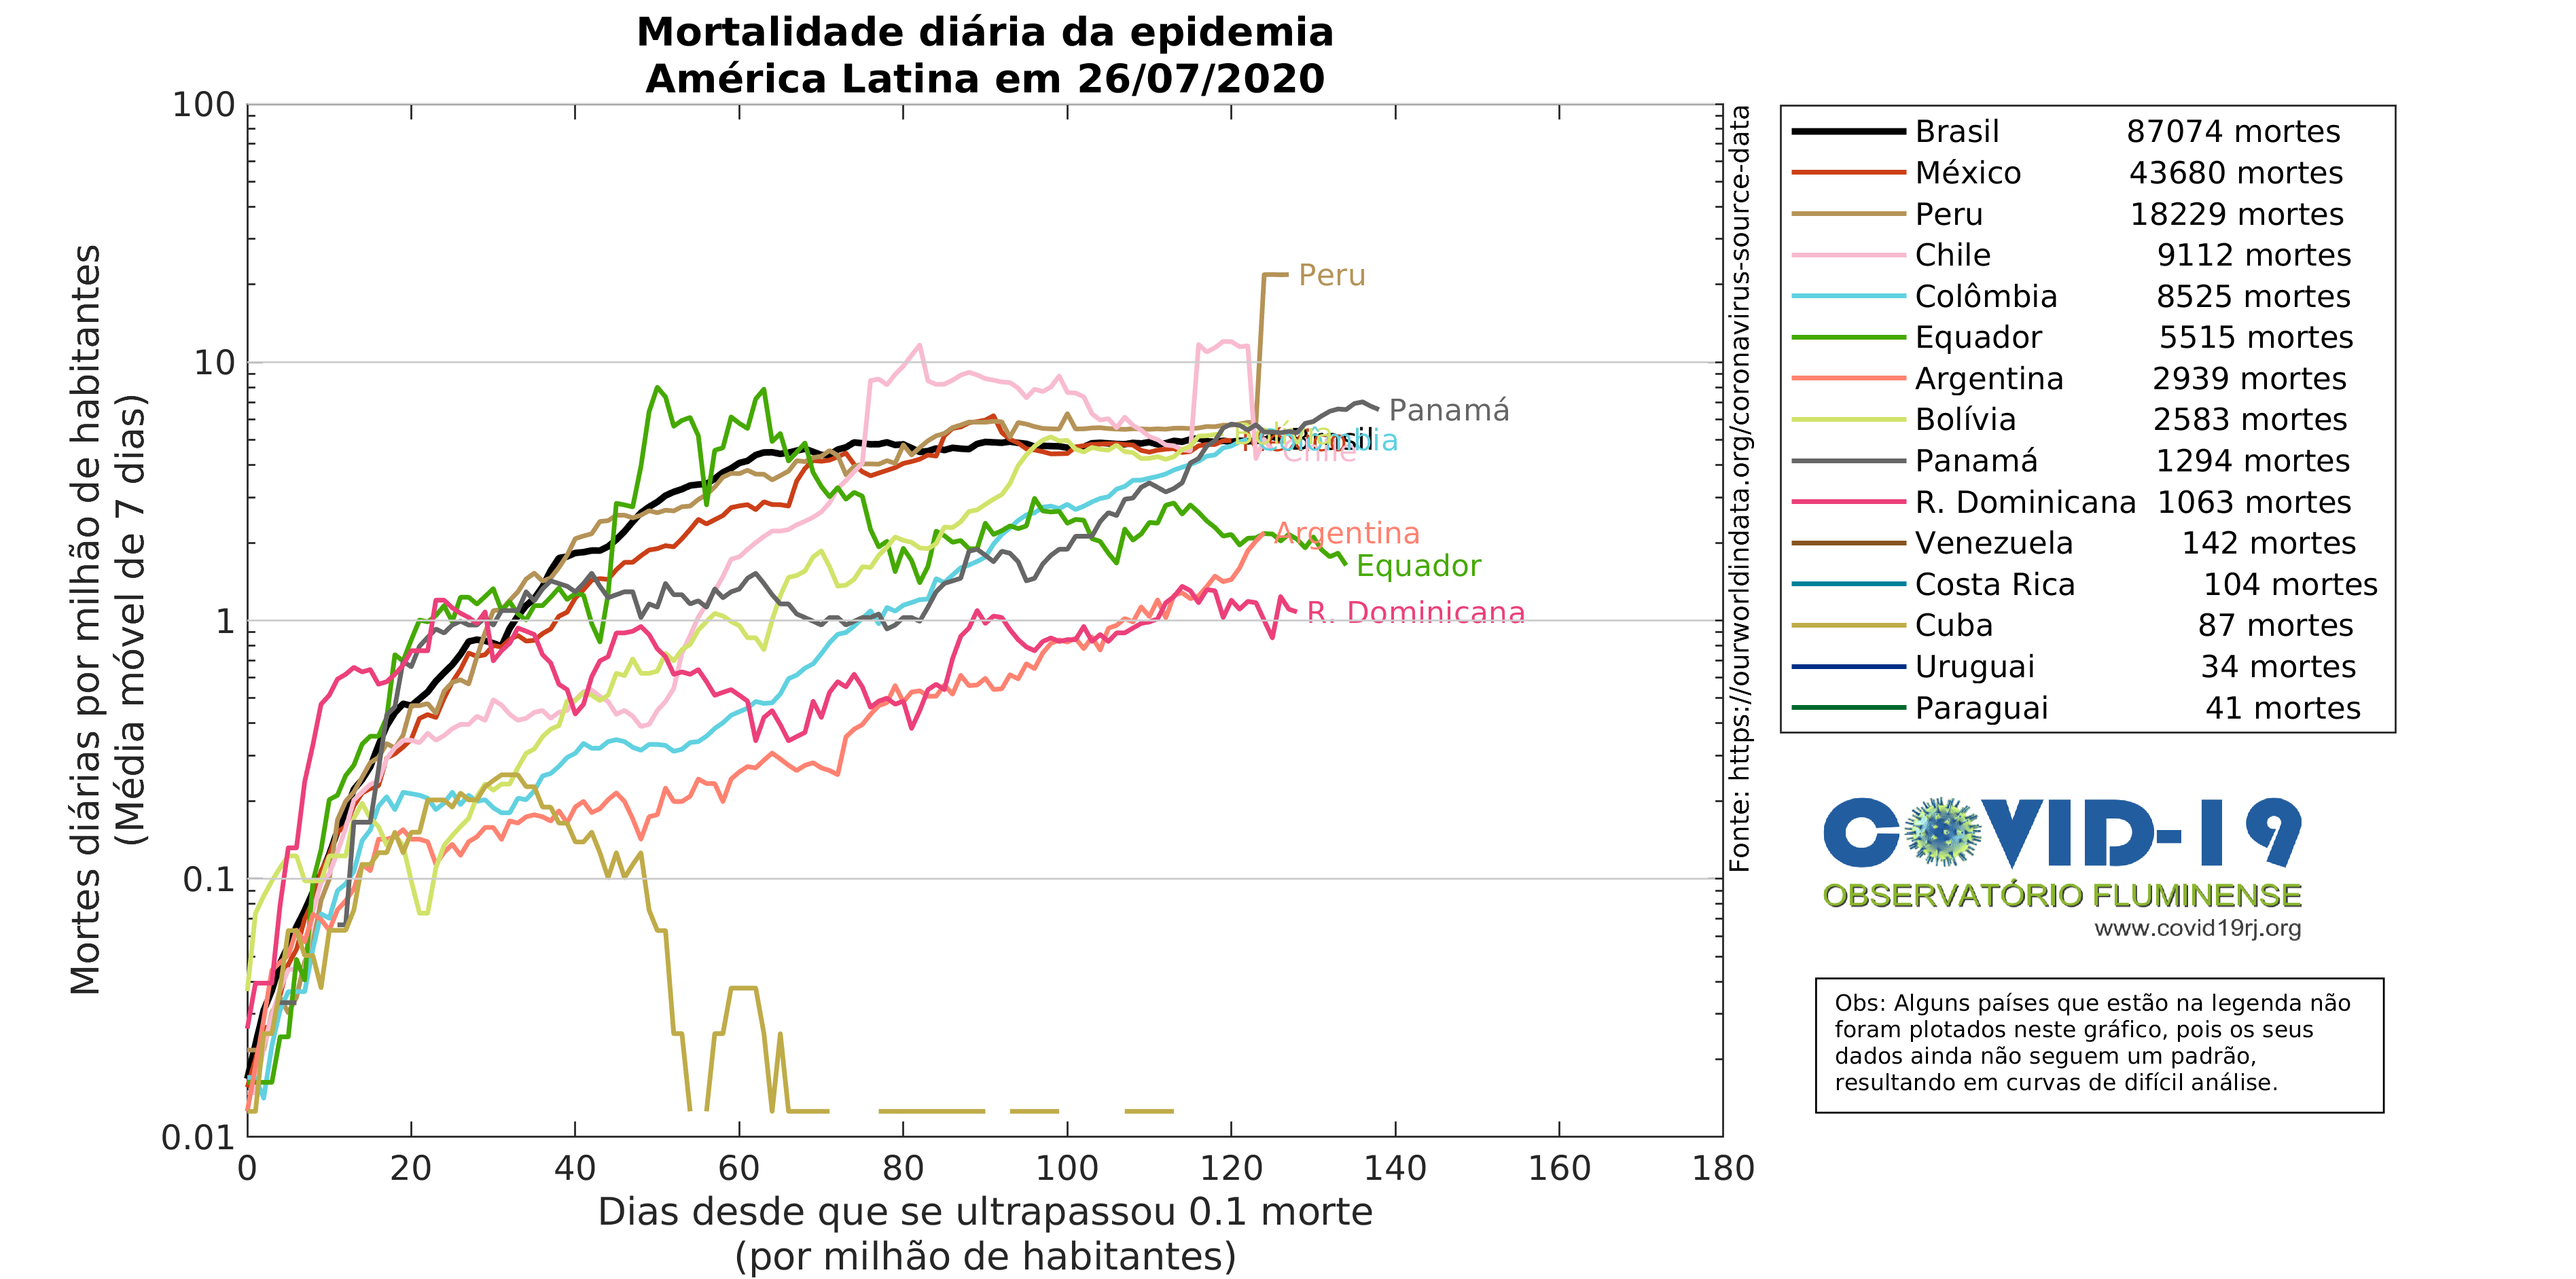 Mortalidade diária da epidemia
América Latina em 26/07/2020
Mortes diárias por milhão de habitantes
(Média móvel de 7 dias)
100
10
1
0.1
0.01
0 20 40 60 80 100 120 140 160 180
Dias desde que se ultrapassou 0.1 morte
(por milhão de habitantes)
Peru
Panamá
Chile
Argentina
Equador
R. Dominicana
Fonte: https://ourworldindata.org/coronavirus-source-data
Brasil 87074 mortes
México 43680 mortes
Peru 18229 mortes
Chile 9112 mortes
Colômbia 8525 mortes
Equador 5515 mortes
Argentina 2939 mortes
Bolívia 2583 mortes
Panamá 1294 mortes
R. Dominicana 1063 mortes
Venezuela 142 mortes
Costa Rica 104 mortes
Cuba 87 mortes
Uruguai 34 mortes
Paraguai 41 mortes
COVID-19
OBSERVATÓRIO FLUMINENSE
www.covid19rj.org
Obs: Alguns países que estão na legenda não
foram plotados neste gráfico, pois os seus
dados ainda não seguem um padrão,
resultando em curvas de difícil análise.